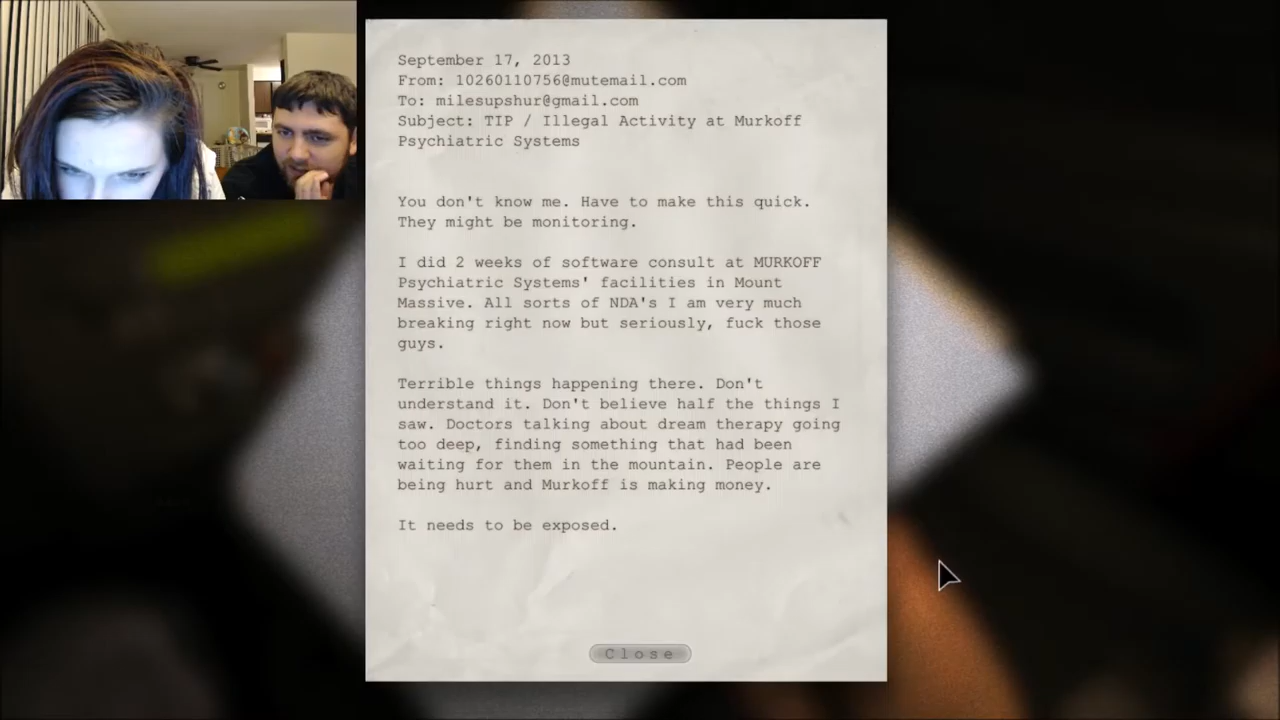 September 17, 2013
From: 10260110756@mutemail.com
To: milesupshur@gmail.com
Subject: TIP / Illegal Activity at Murkoff
Psychiatric Systems
You don't know me. Have to make this quick.
They might be monitoring.
I did 2 weeks of software consult at MURKOFF
Psychiatric Systems' facilities in Mount
Massive. All sorts of NDA's I am very much
breaking right now but seriously, fuck those
guys.
Terrible things happening there. Don't
understand it. Don't believe half the things I
saw. Doctors talking about dream therapy going
too deep, finding something that had been
waiting for them in the mountain. People are
being hurt and Murkoff is making money.
It needs to be exposed.
Close